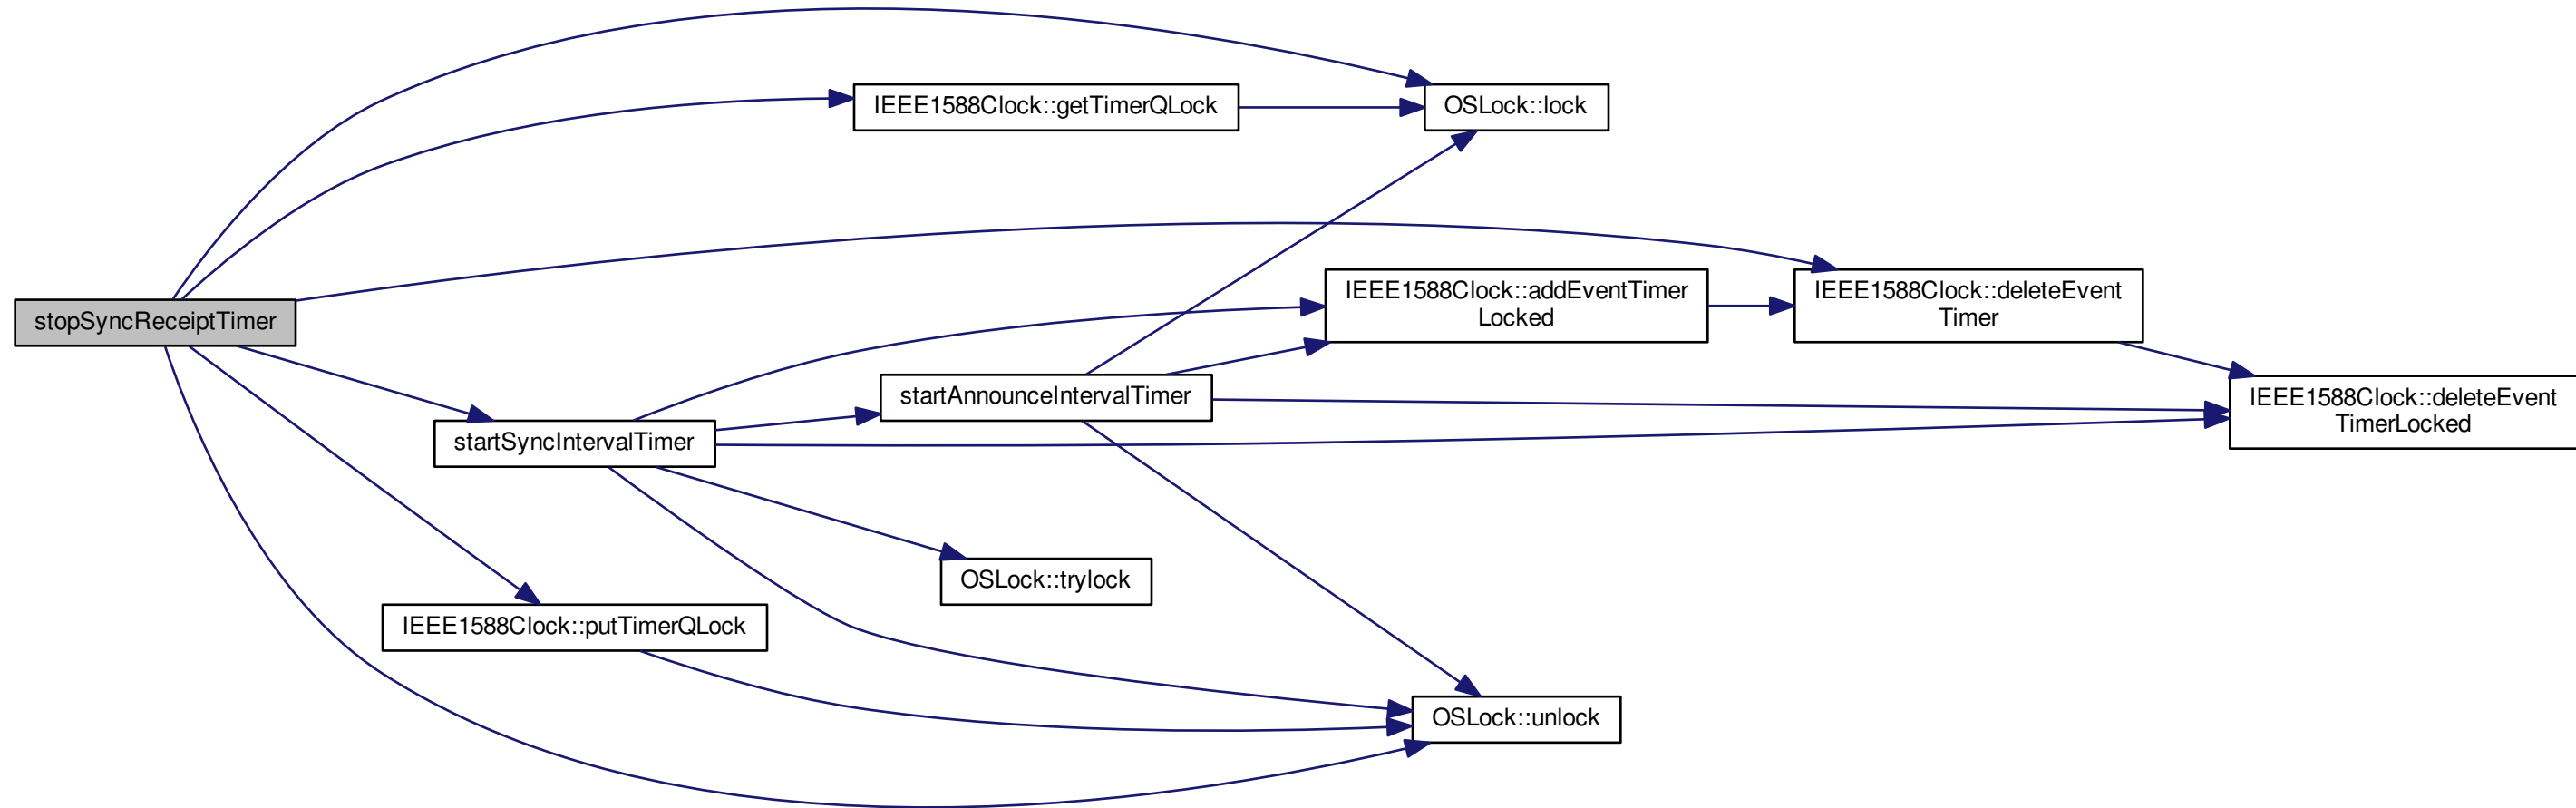 IEEE1588Clock::getTimerQLock
OSLock::lock
stopSyncReceiptTimer
IEEE1588Clock::addEventTimer
Locked
IEEE1588Clock::deleteEvent
Timer
startAnnounceIntervalTimer
IEEE1588Clock::deleteEvent
TimerLocked
startSyncIntervalTimer
OSLock::trylock
IEEE1588Clock::putTimerQLock
OSLock::unlock